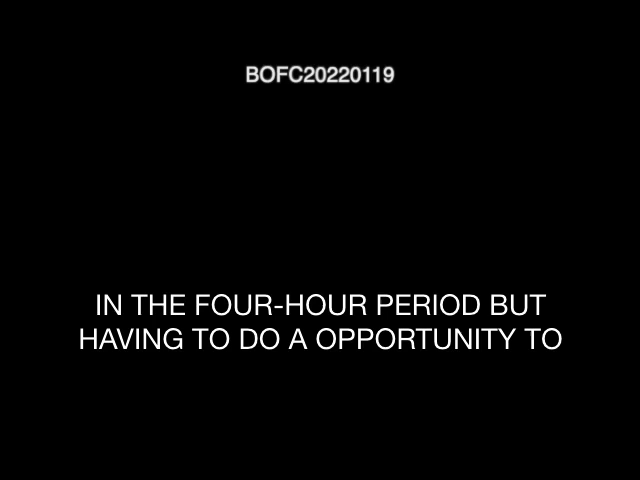 BOFC20220119
IN THE FOUR-HOUR PERIOD BUT
HAVING TO DO A OPPORTUNITY TO